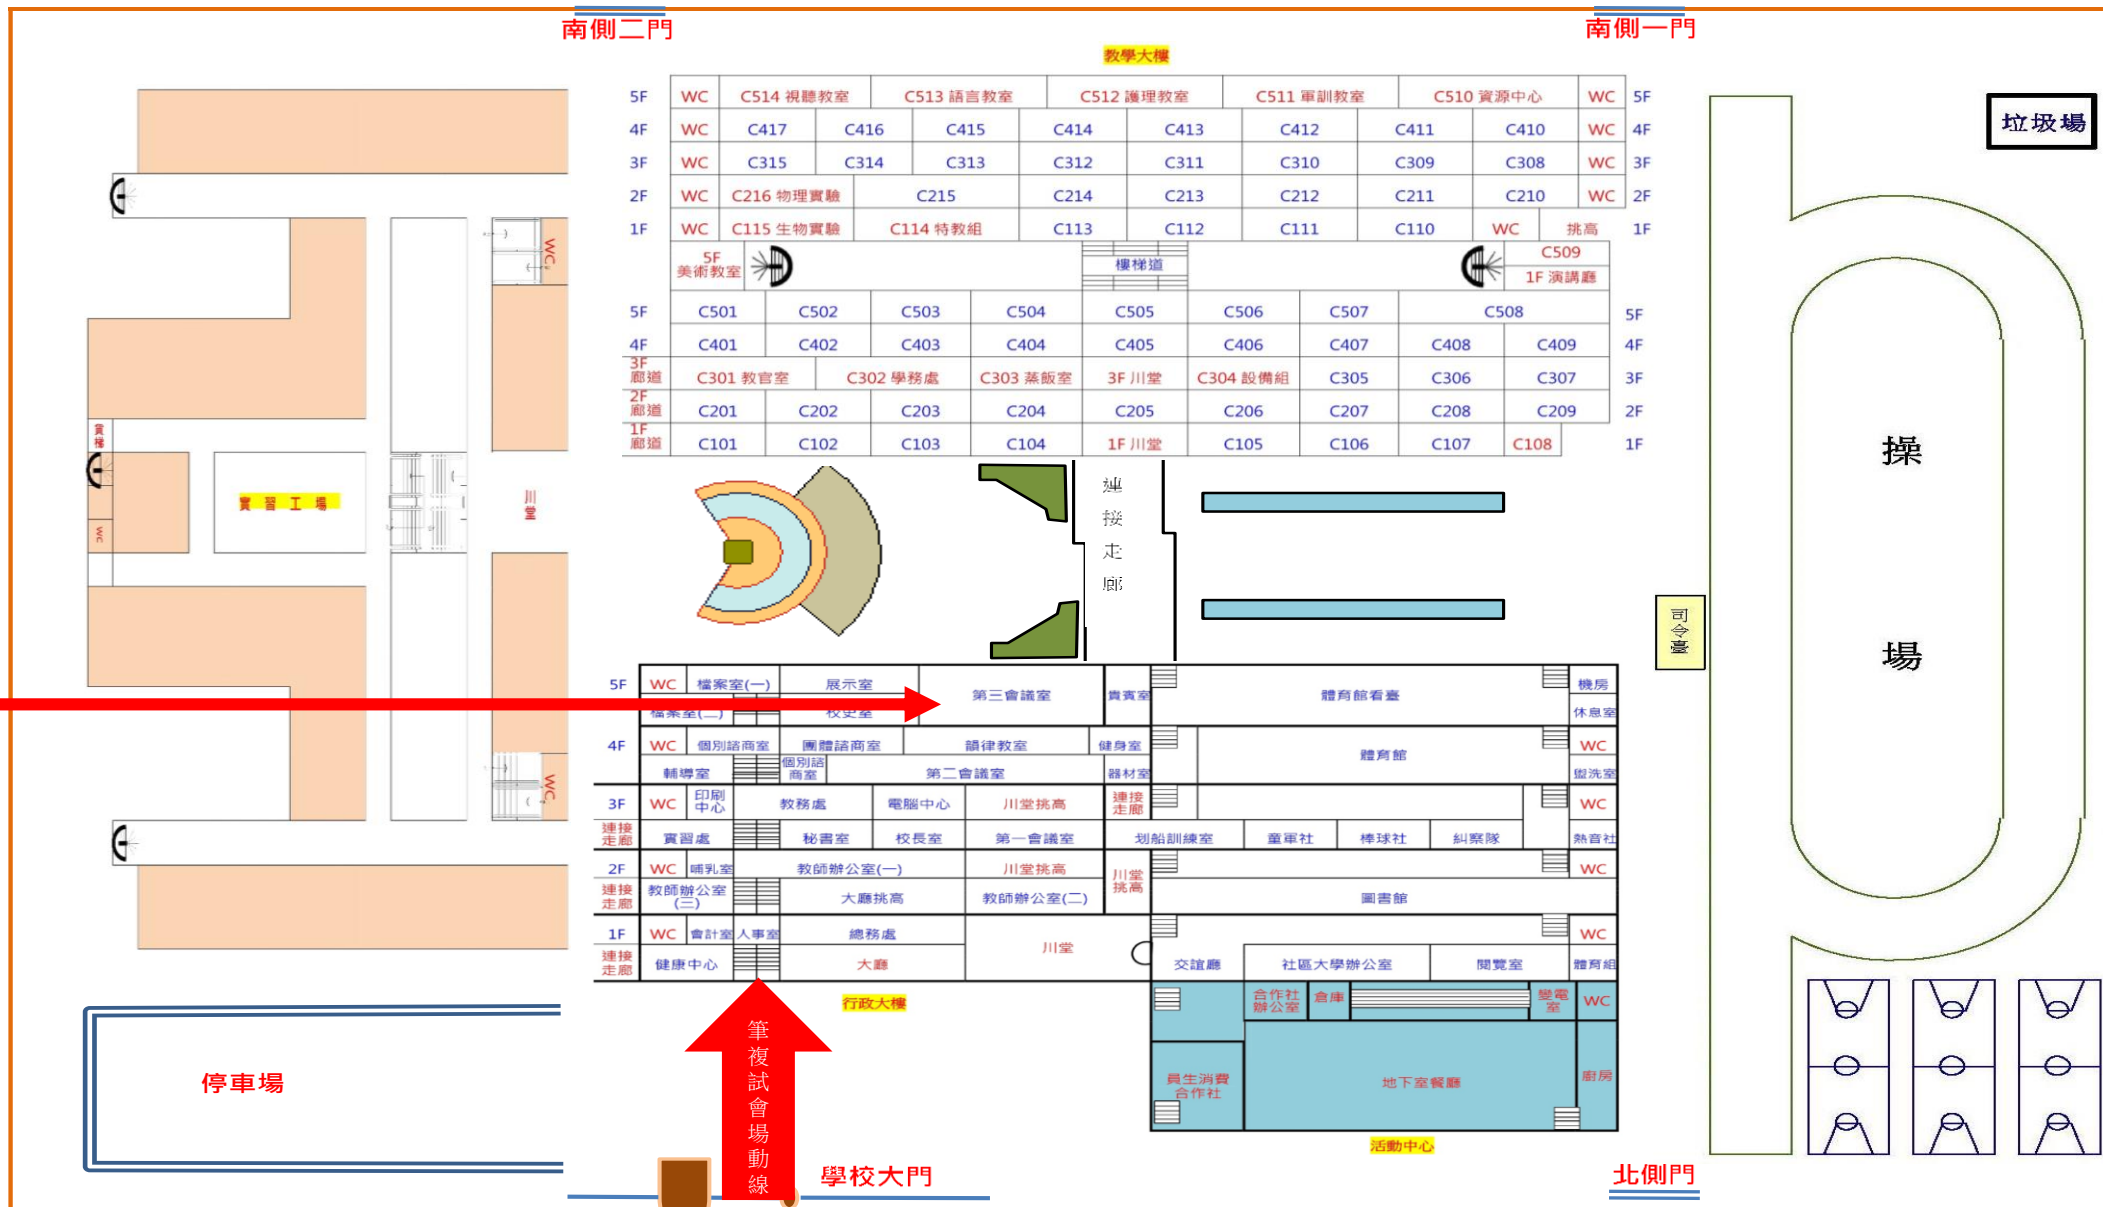 南側二門 南側一門
教學大樓
5F WC C514 視聽教室 C513 語言教室 C512 護理教室 C511 軍訓教室 C510 資源中心 WC 5F
垃圾場
4F WC C417 C416 C415 C414 C413 C412 C411 C410 WC 4F
3F WC C315 C314 C313 C312 C311 C310 C309 C308 WC 3F
2F WC C216 物理實驗 C215 C214 C213 C212 C211 C210 WC 2F
1F WC C115 生物實驗 C114 特教組 C113 C112 C111 C110 WC 挑高 1F
5F
美術教室
樓梯道
C509
1F 演講廳
5F C501 C502 C503 C504 C505 C506 C507 C508 5F
4F C401 C402 C403 C404 C405 C406 C407 C408 C409 4F
3F
廊道 C301 教官室 C302 學務處 C303 蒸飯室 3F 川堂 C304 設備組 C305 C306 C307 3F
2F
廊道 C201 C202 C203 C204 C205 C206 C207 C208 C209 2F
1F
廊道 C101 C102 C103 C104 1F 川堂 C105 C106 C107 C108 1F
WC
貨梯
實習工場
川堂
WC
WC
連接走廊
操場
司令臺
5F WC 檔案室(一) 展示室 第三會議室 貴賓室 體育館看臺 機房
檔案室(二) 校史室 休息室
4F WC 個別諮商室 團體諮商室 韻律教室 健身室 體育館 WC
輔導室 個別諮商室 第二會議室 器材室 盥洗室
3F WC 印刷中心 教務處 電腦中心 川堂挑高 連接走廊 WC
連接走廊 實習處 秘書室 校長室 第一會議室 划船訓練室 童軍社 棒球社 糾察隊 熱音社
2F WC 哺乳室 教師辦公室(一) 川堂挑高 川堂挑高 WC
連接走廊 教師辦公室(三) 大廳挑高 教師辦公室(二) 圖書館
1F WC 會計室 人事室 總務處 川堂 WC
連接走廊 健康中心 大廳 交誼廳 社區大學辦公室 閱覽室 體育組
行政大樓
合作社辦公室 倉庫 變電室 WC
員生消費合作社 地下室餐廳 廚房
活動中心
停車場
筆複試會場動線
學校大門
北側門